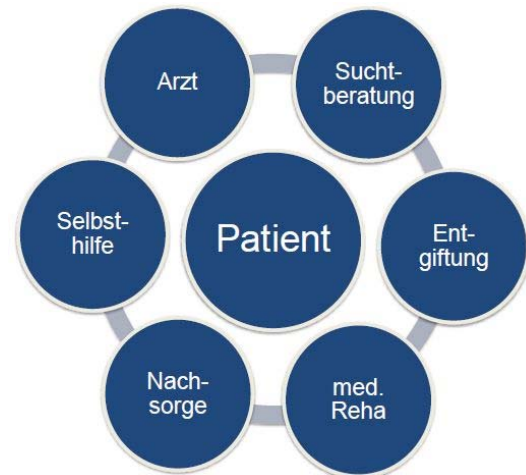 Arzt
Sucht-
beratung
Selbst-
hilfe
Patient
Ent-
giftung
Nach-
sorge
med.
Reha